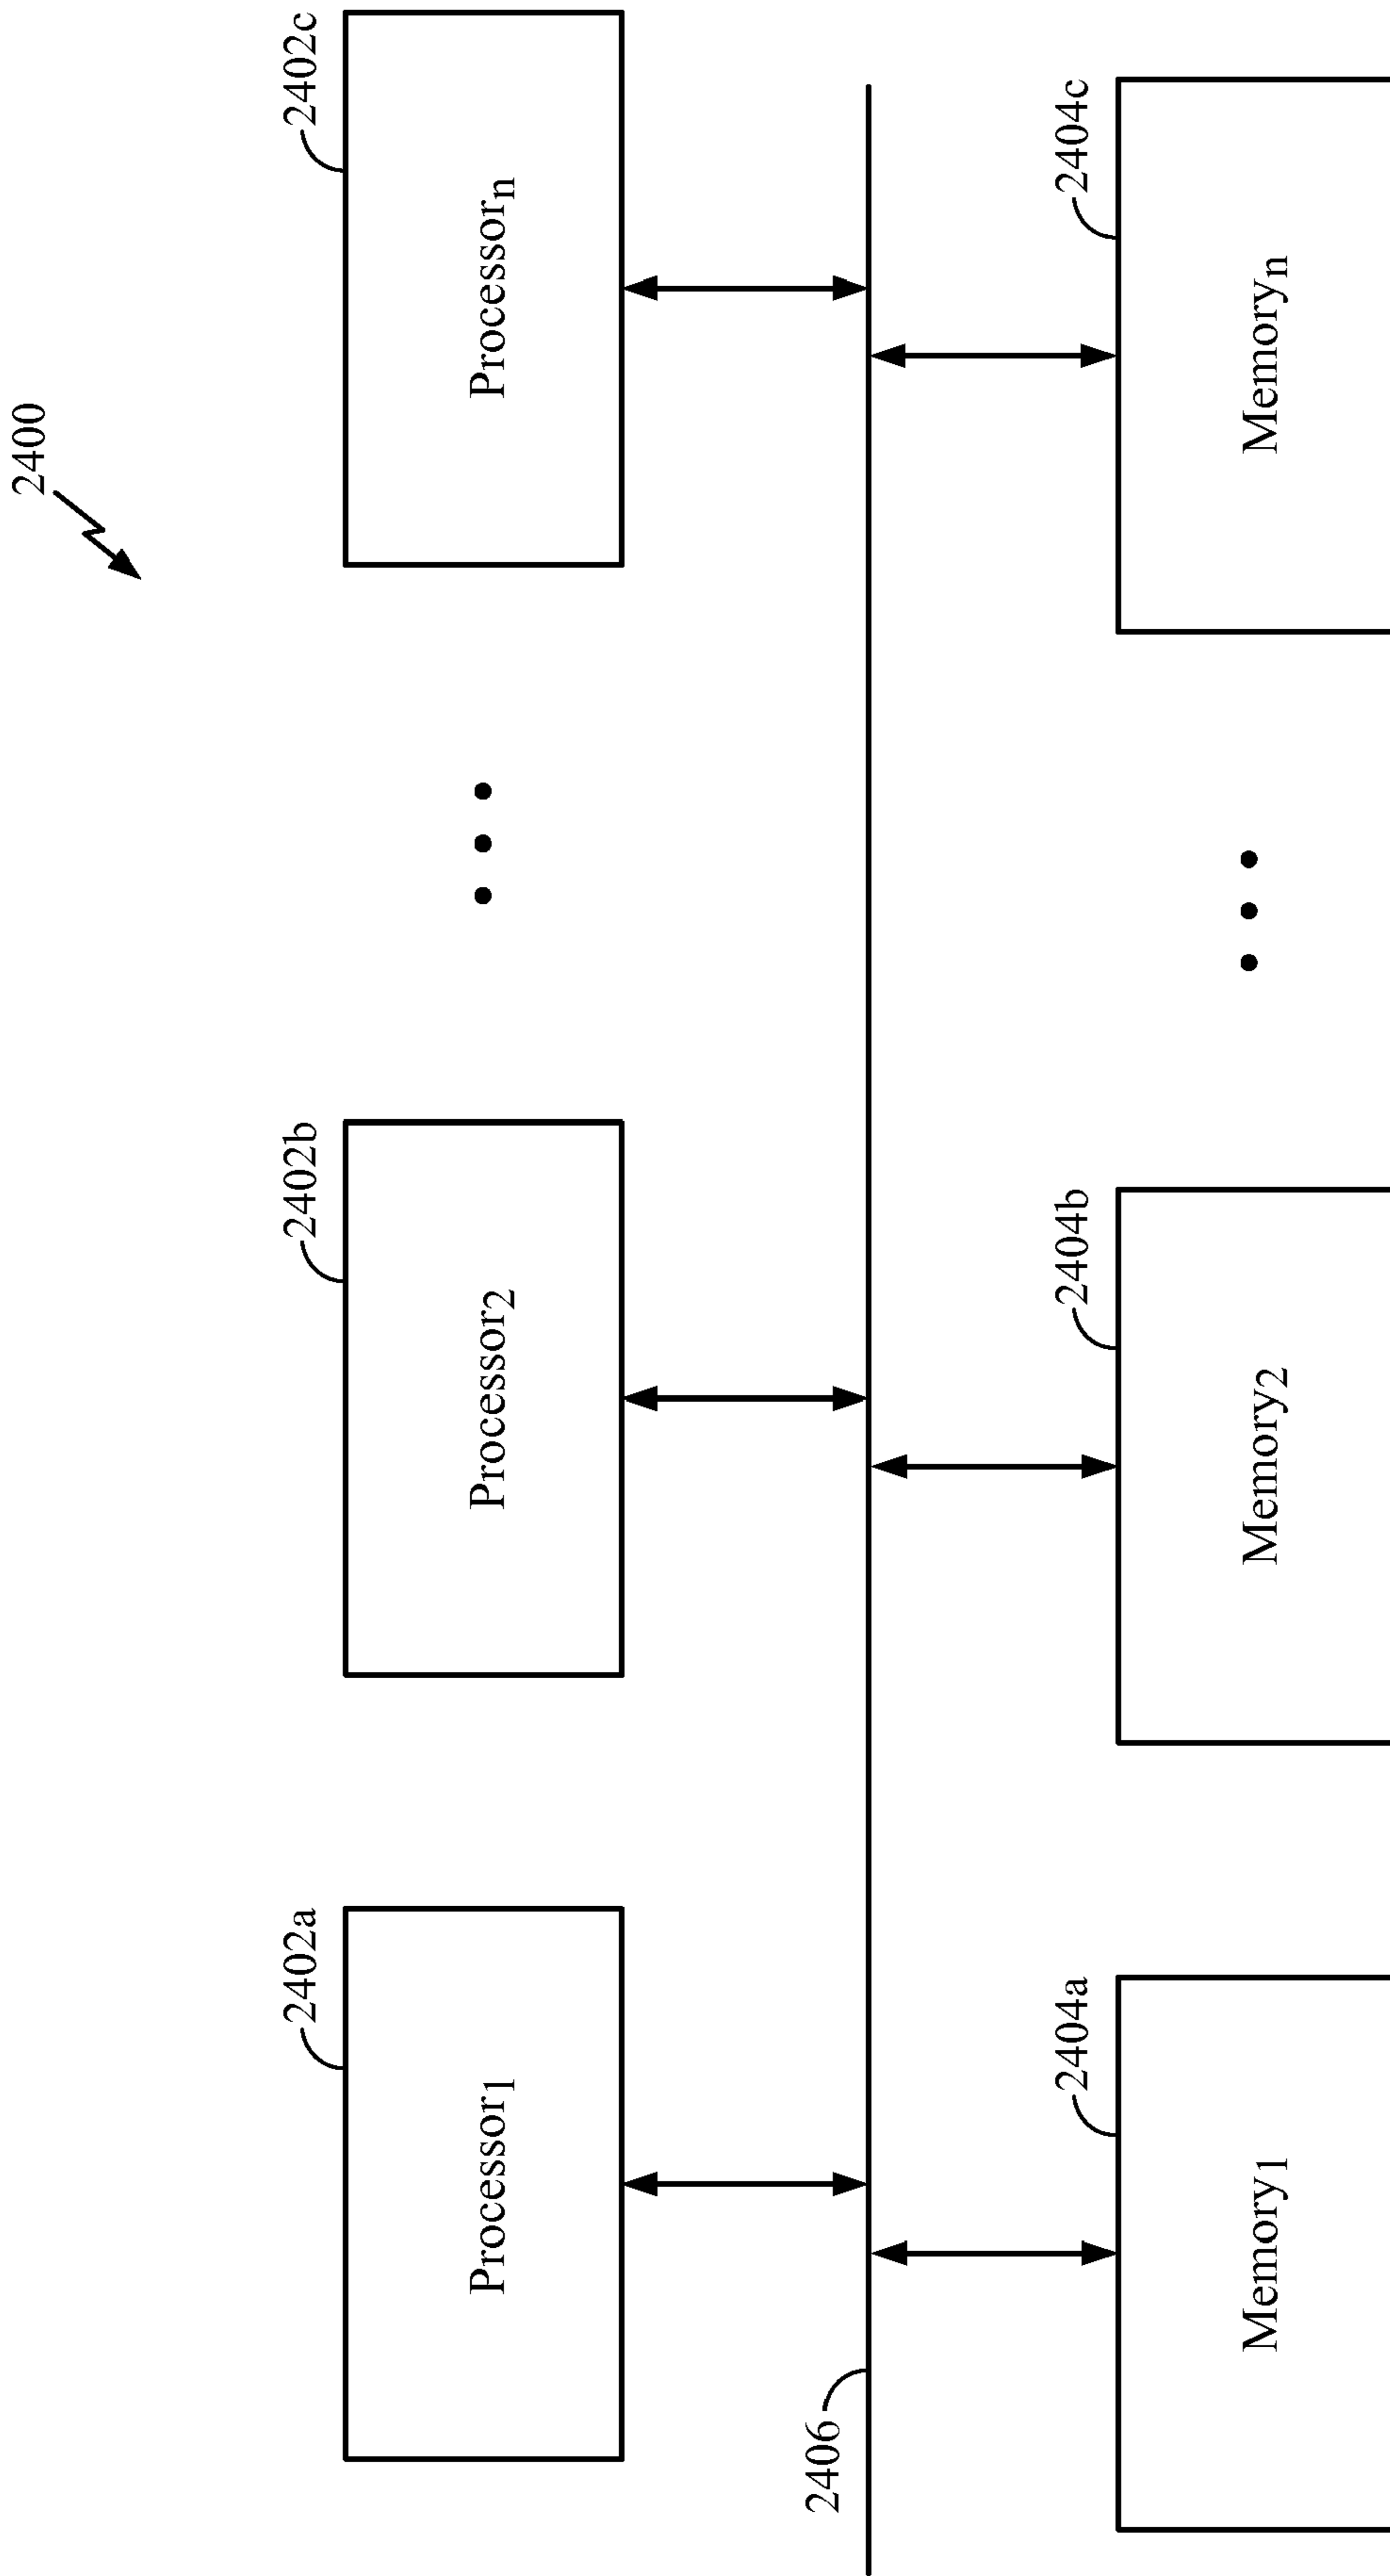 2400
2402a
2402b
2402c
Processor1
Processor2
Processorn
2406
2404a
2404b
2404c
Memory1
Memory2
Memoryn